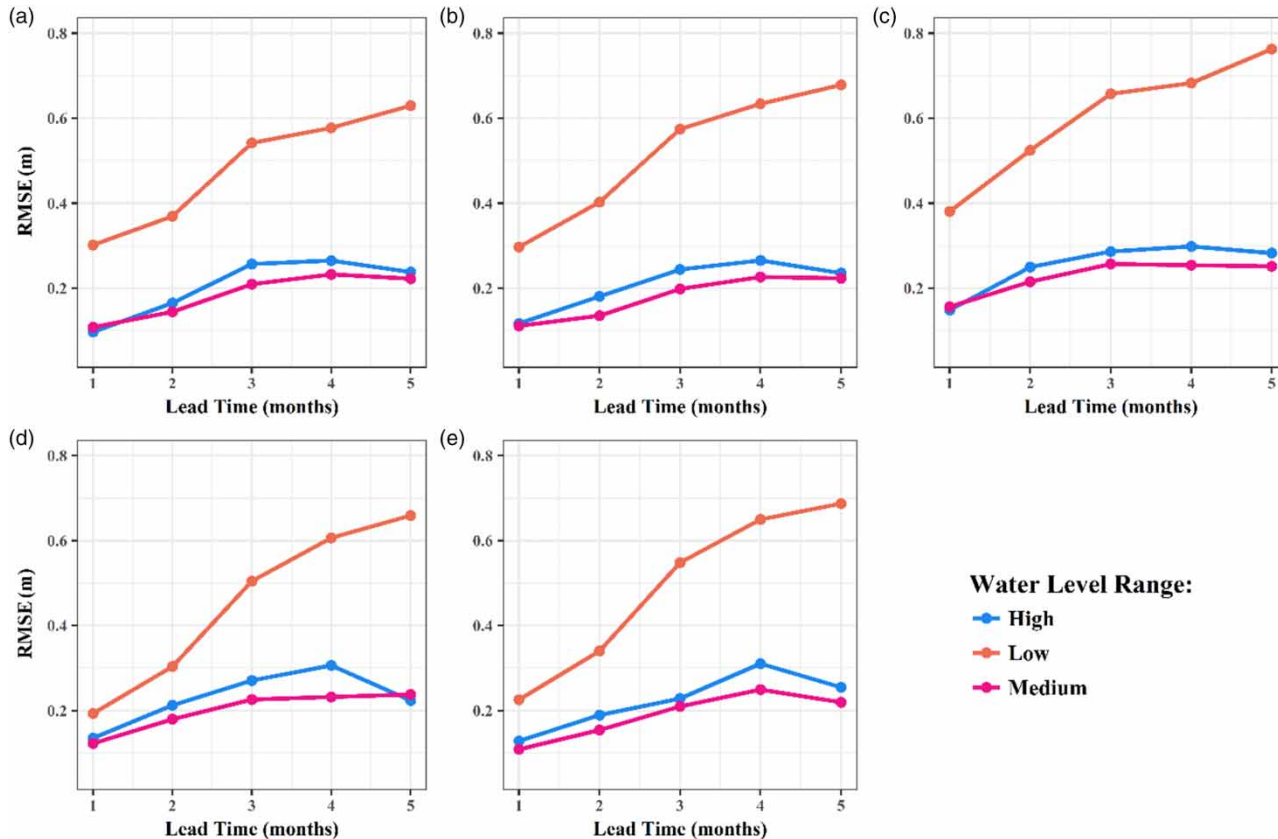 (a)
(b)
(c)
0.8
0.6
0.4
0.2
RMSE (m)
1 2 3 4 5
Lead Time (months)
0.8
0.6
0.4
0.2
1 2 3 4 5
Lead Time (months)
0.8
0.6
0.4
0.2
1 2 3 4 5
Lead Time (months)
(d)
(e)
0.8
0.6
0.4
0.2
RMSE (m)
1 2 3 4 5
Lead Time (months)
0.8
0.6
0.4
0.2
1 2 3 4 5
Lead Time (months)
Water Level Range:
High
Low
Medium